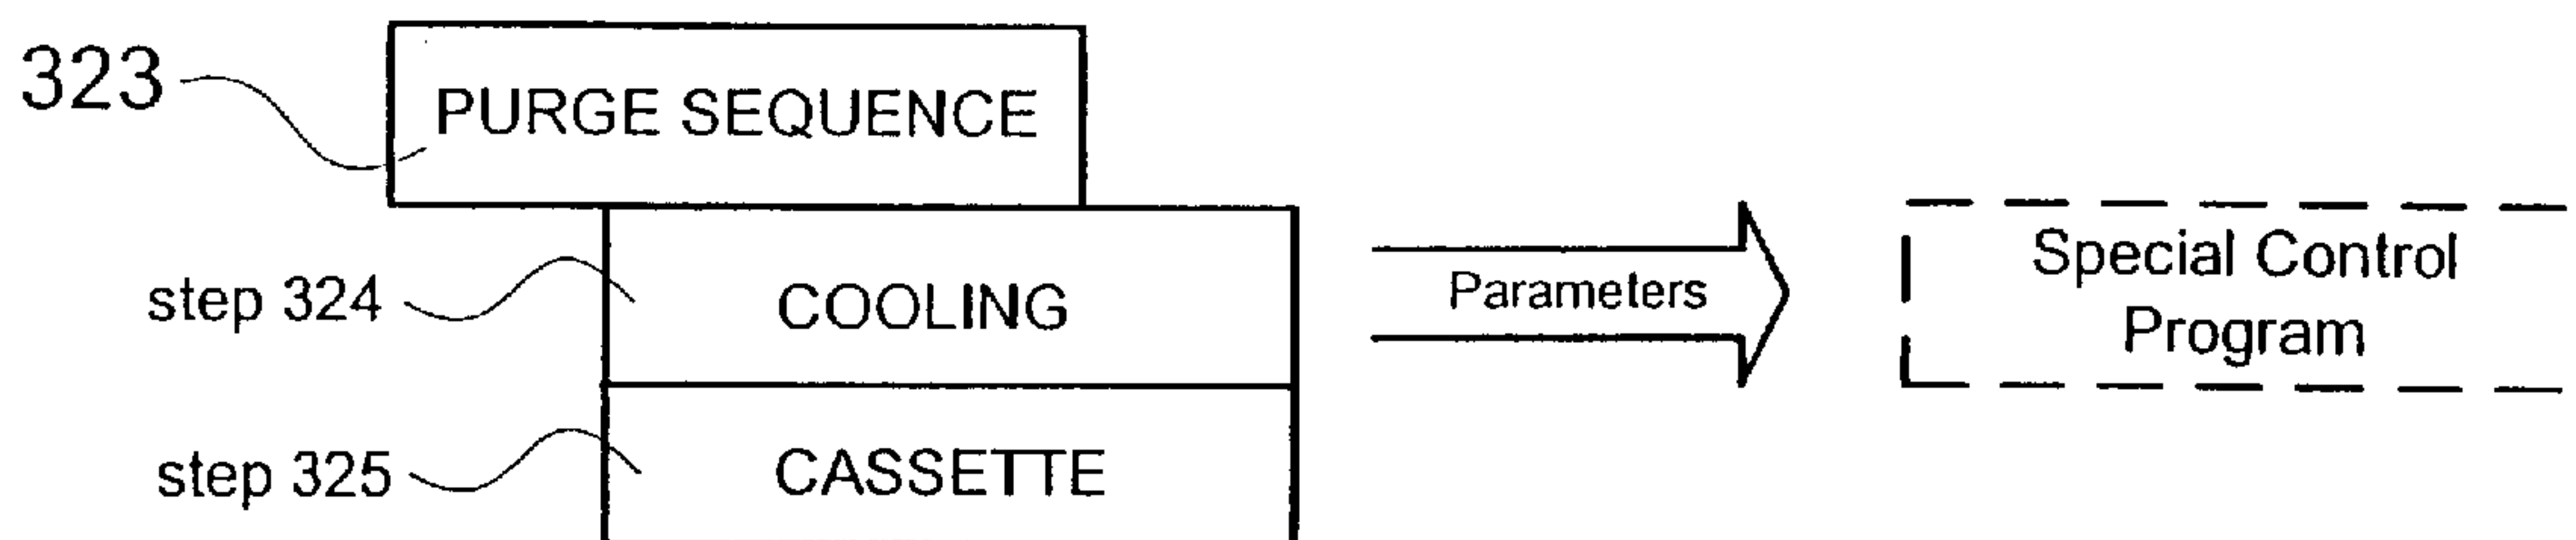 323
PURGE SEQUENCE
step 324
COOLING
Parameters
Special Control
Program
step 325
CASSETTE